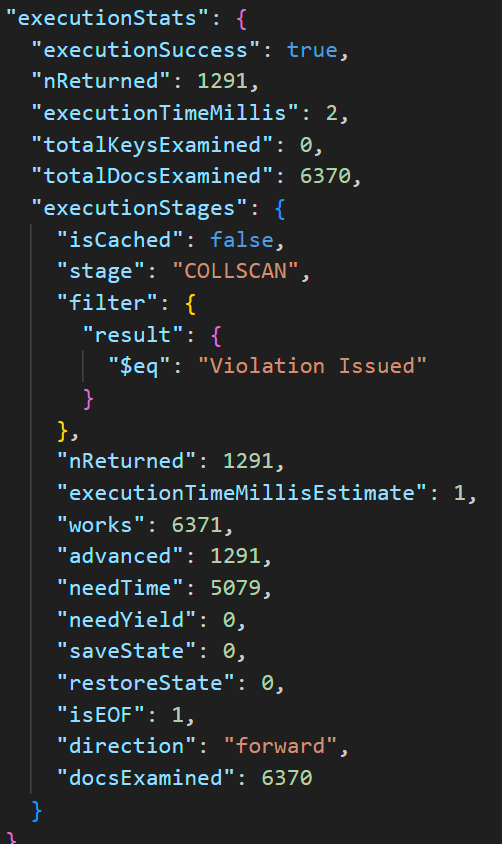 "executionStats": {
"executionSuccess": true,
"nReturned": 1291,
"executionTimeMillis": 2,
"totalKeysExamined": 0,
"totalDocsExamined": 6370,
"executionStages": {
"isCached": false,
"stage": "COLLSCAN",
"filter": {
"result": {
"$eq": "Violation Issued"
}
},
"nReturned": 1291,
"executionTimeMillisEstimate": 1,
"works": 6371,
"advanced": 1291,
"needTime": 5079,
"needYield": 0,
"saveState": 0,
"restoreState": 0,
"isEOF": 1,
"direction": "forward",
"docsExamined": 6370
}
}